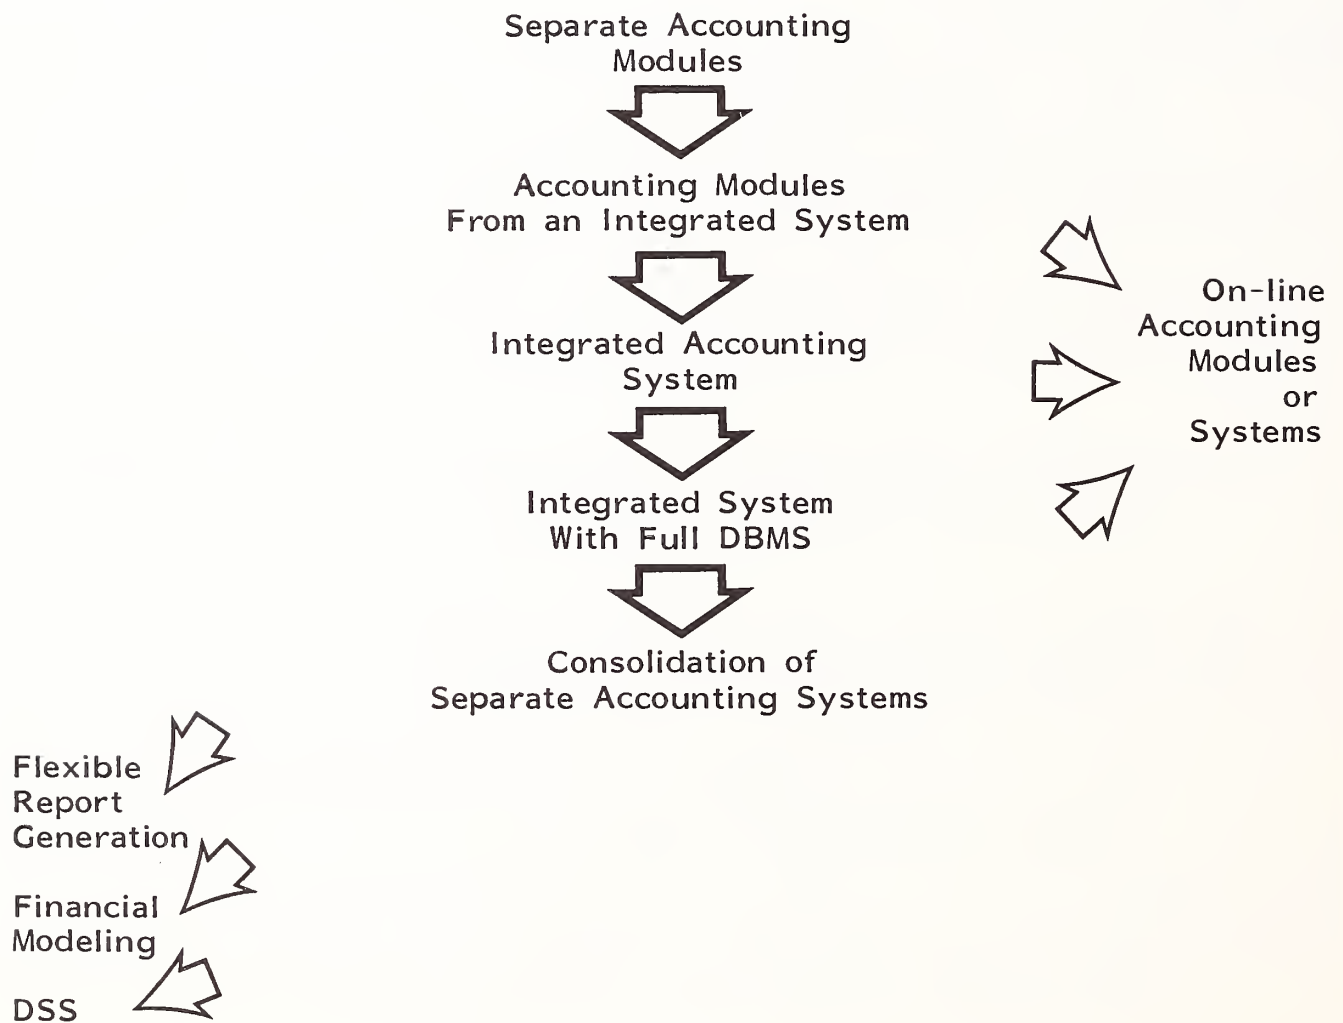 Separate Accounting
Modules
Accounting Modules
From an Integrated System
Integrated Accounting
System
Integrated System
With Full DBMS
Consolidation of
Separate Accounting Systems
On-line
Accounting
Modules
or
Systems
Flexible
Report
Generation
Financial
Modeling
DSS